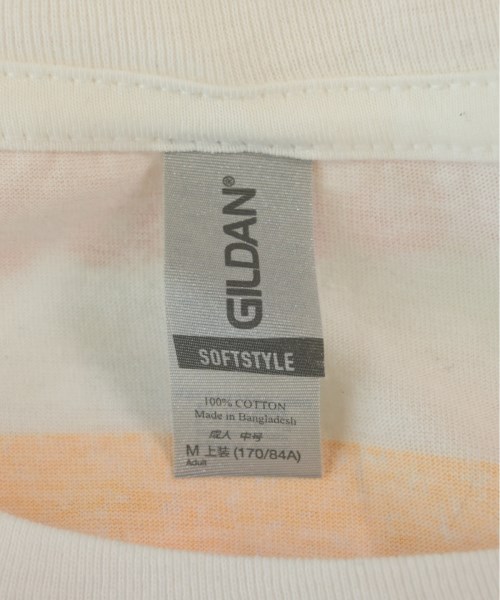 GILDAN®
SOFTSTYLE
100% COTTON
Made in Bangladesh
成人 中号
M 上装 (170/84A)
Adult